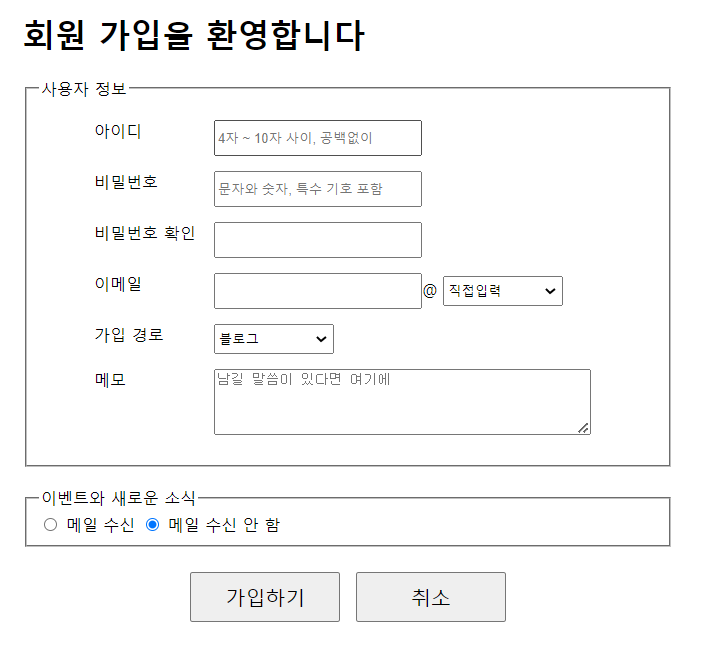 회원 가입을 환영합니다
사용자 정보
아이디 4자 ~ 10자 사이, 공백없이
비밀번호 문자와 숫자, 특수 기호 포함
비밀번호 확인
이메일 @ 직접입력
가입 경로 블로그
메모 남길 말씀이 있다면 여기에
이벤트와 새로운 소식
메일 수신 메일 수신 안 함
가입하기 취소